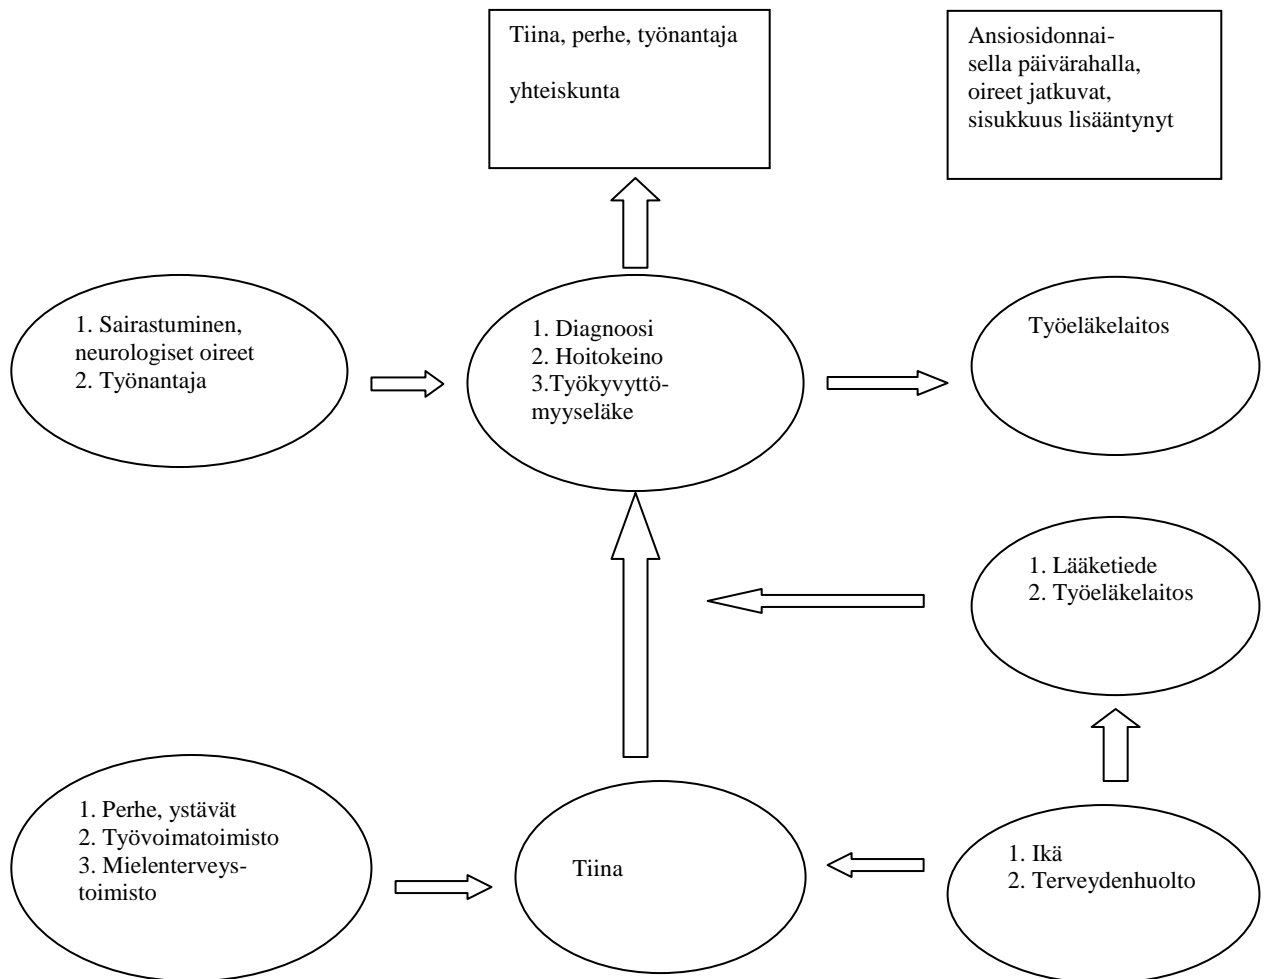 Tiina, perhe, työnantaja
yhteiskunta
Ansiosidonnai-
sella päivärahalla,
oireet jatkuvat,
sisukkuus lisääntynyt
1. Sairastuminen,
neurologiset oireet
2. Työnantaja
1. Diagnoosi
2. Hoitokeino
3.Työkyvyttö-
myyseläke
Työeläkelaitos
1. Lääketiede
2. Työeläkelaitos
1. Perhe, ystävät
2. Työvoimatoimisto
3. Mielenterveys-
toimisto
Tiina
1. Ikä
2. Terveydenhuolto